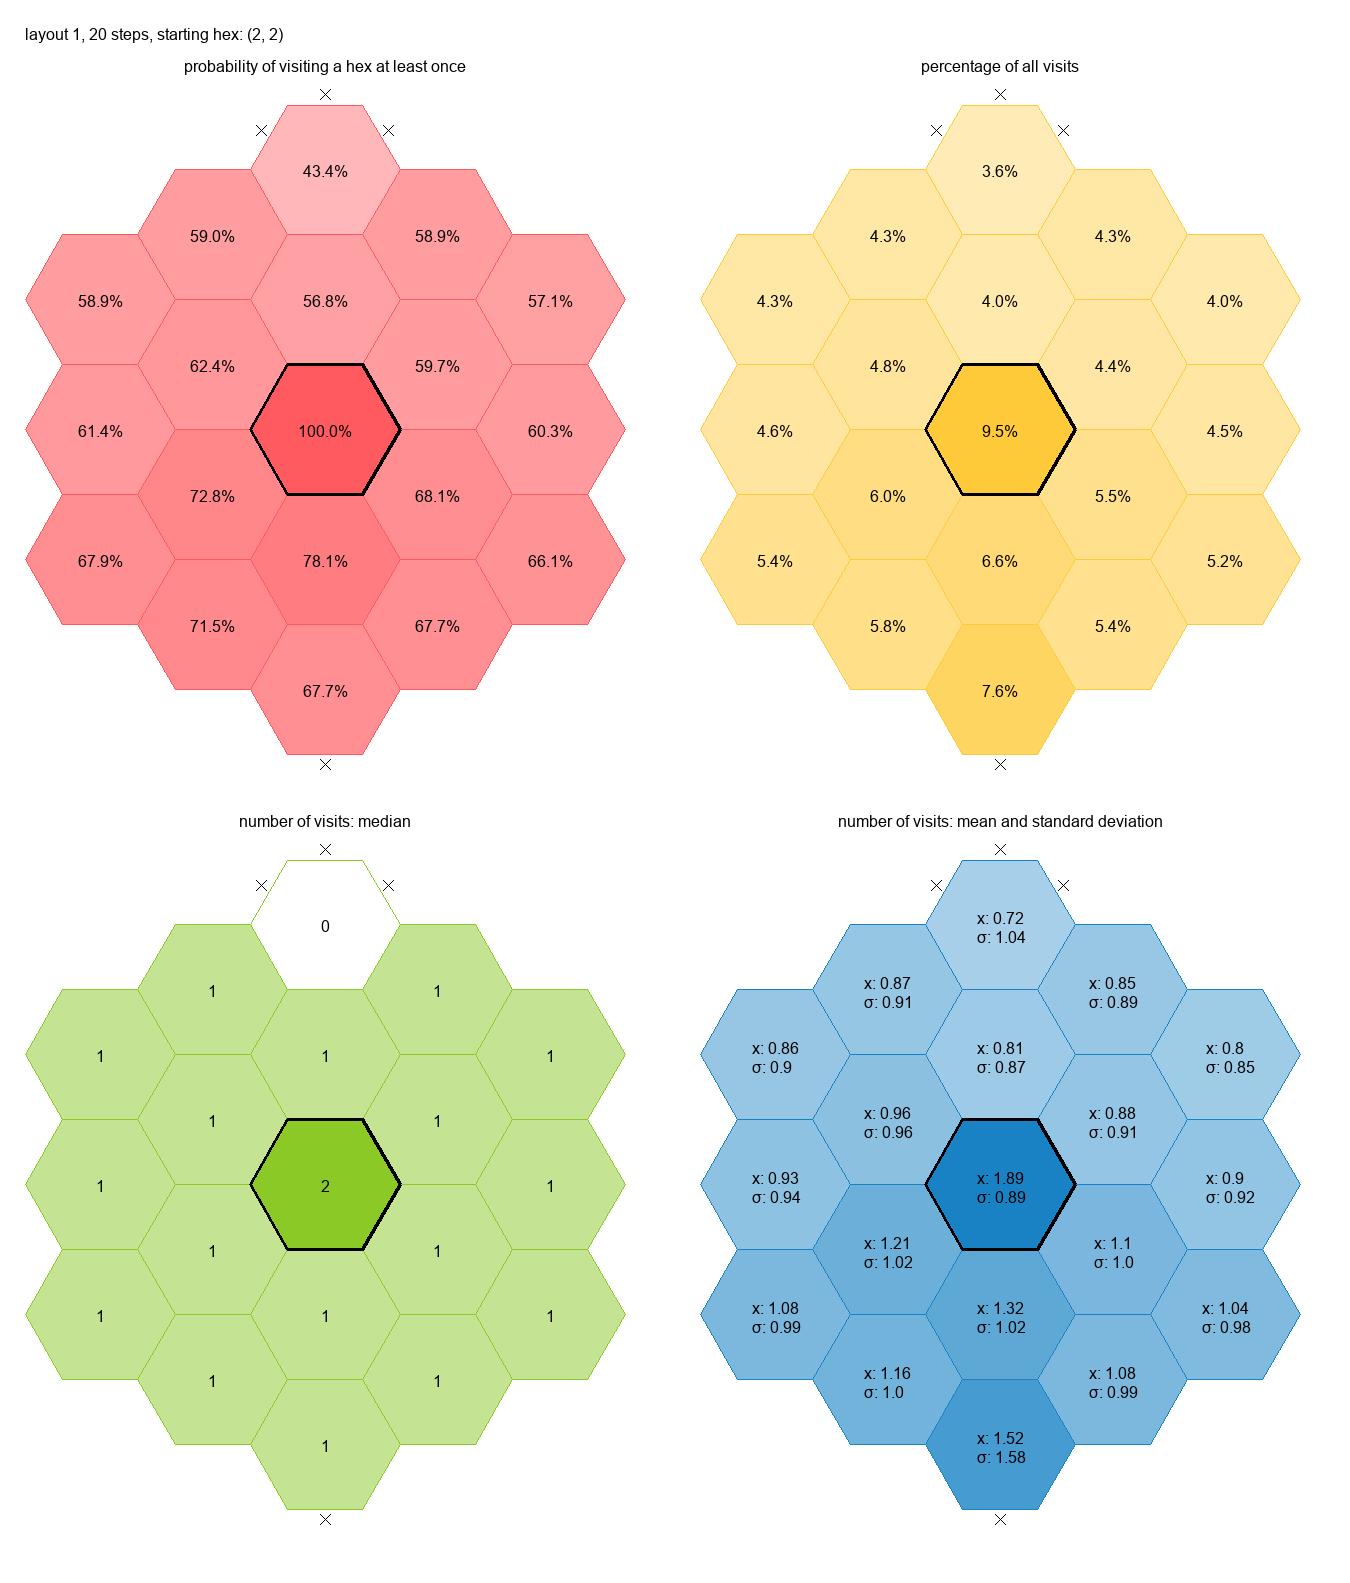 layout 1, 20 steps, starting hex: (2, 2)
probability of visiting a hex at least once
43.4%
59.0%
58.9%
58.9%
56.8%
57.1%
62.4%
59.7%
61.4%
100.0%
60.3%
72.8%
68.1%
67.9%
78.1%
66.1%
71.5%
67.7%
67.7%
percentage of all visits
3.6%
4.3%
4.3%
4.3%
4.0%
4.0%
4.8%
4.4%
4.6%
9.5%
4.5%
6.0%
5.5%
5.4%
6.6%
5.2%
5.8%
5.4%
7.6%
number of visits: median
0
1
1
1
1
1
1
1
1
2
1
1
1
1
1
1
1
1
1
number of visits: mean and standard deviation
x: 0.72
σ: 1.04
x: 0.87
σ: 0.91
x: 0.85
σ: 0.89
x: 0.86
σ: 0.9
x: 0.81
σ: 0.87
x: 0.8
σ: 0.85
x: 0.96
σ: 0.96
x: 0.88
σ: 0.91
x: 0.93
σ: 0.94
x: 1.89
σ: 0.89
x: 0.9
σ: 0.92
x: 1.21
σ: 1.02
x: 1.1
σ: 1.0
x: 1.08
σ: 0.99
x: 1.32
σ: 1.02
x: 1.04
σ: 0.98
x: 1.16
σ: 1.0
x: 1.08
σ: 0.99
x: 1.52
σ: 1.58